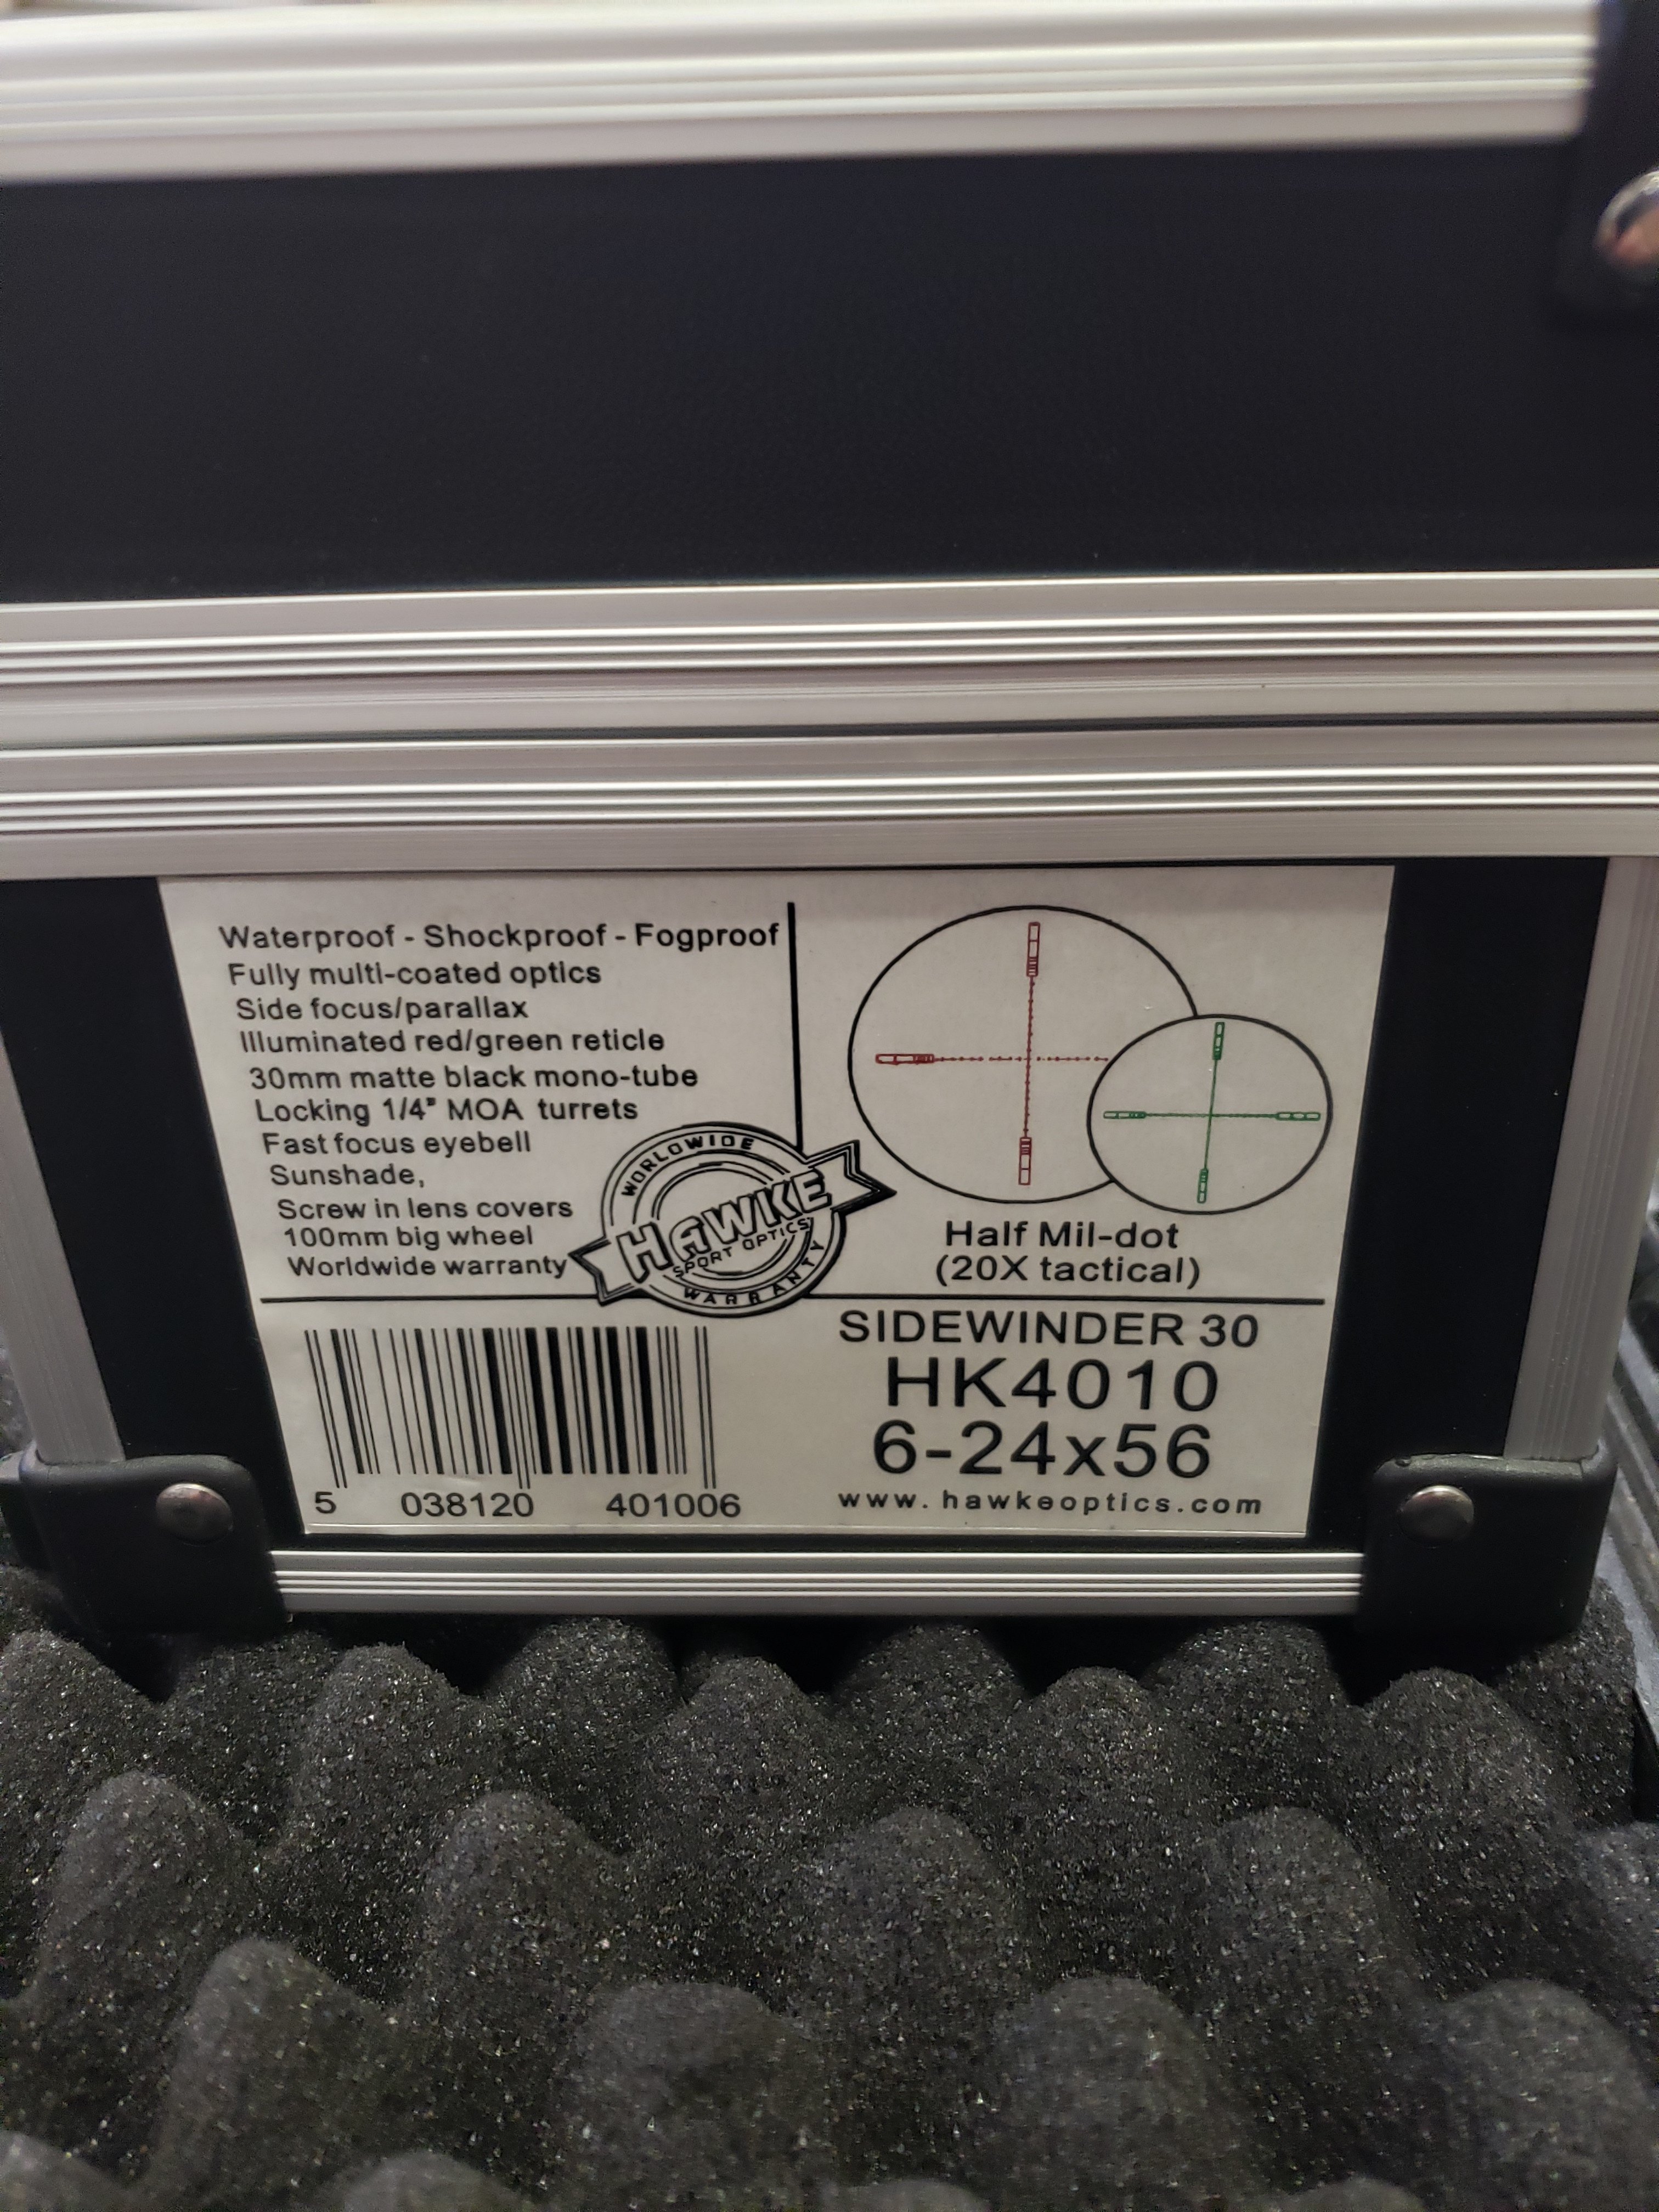 Waterproof - Shockproof - Fogproof
Fully multi-coated optics
Side focus/parallax
Illuminated red/green reticle
30mm matte black mono-tube
Locking 1/4" MOA turrets
Fast focus eyebell
Sunshade,
Screw in lens covers
100mm big wheel
Worldwide warranty
WORLDWIDE
HAWKE
SPORT OPTICS
WARRANTY
Half Mil-dot
(20X tactical)
SIDEWINDER 30
HK4010
6-24x56
www.hawkeoptics.com
5 038120 401006